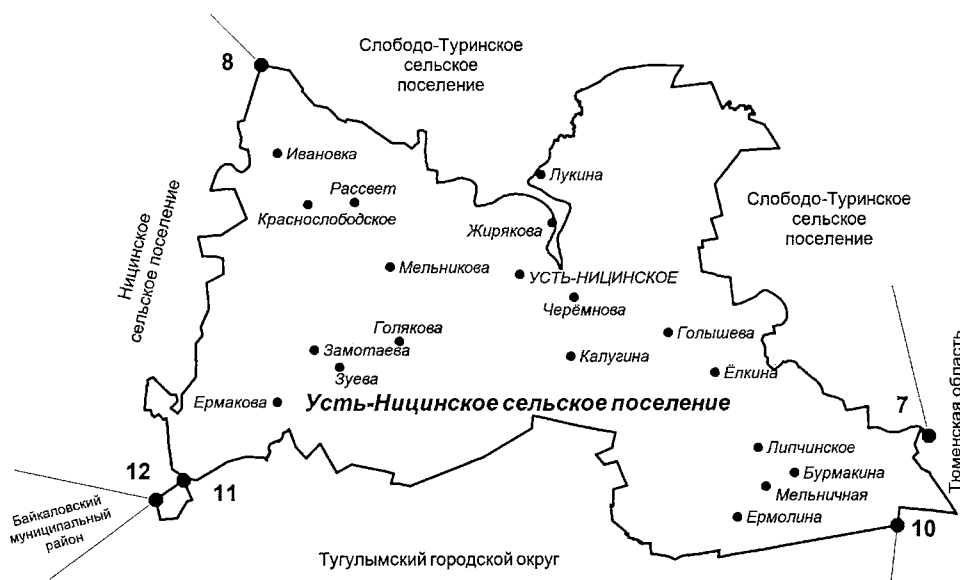 Слободо-Туринское
сельское
поселение
8
Ивановка
Лукина
Рассвет
Краснослободское
Слободо-Туринское
сельское
поселение
Жирякова
Ницинское
сельское поселение
Мельникова
УСТЬ-НИЦИНСКОЕ
Черёмнова
Голякова
Голышева
Замотаева
Калугина
Зуева
Ёлкина
Тюменская область
Ермакова
Усть-Ницинское сельское поселение
7
Липчинское
12
11
Бурмакина
Мельничная
Байкаловский
муниципальный
район
Ермолина
10
Тугулымский городской округ